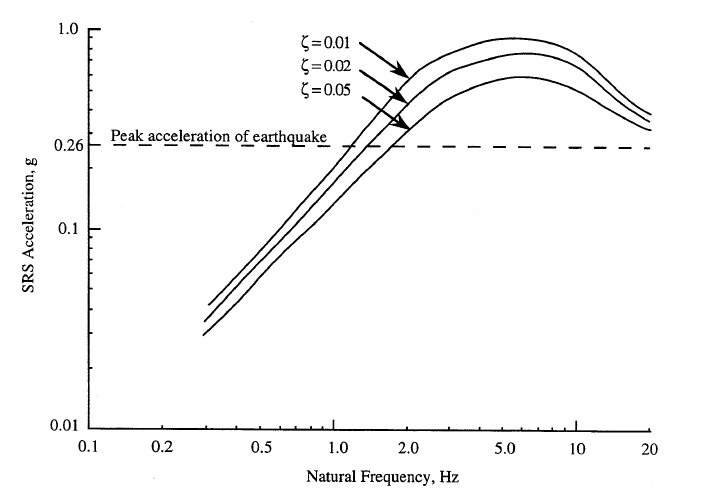 1.0
ζ=0.01
ζ=0.02
ζ=0.05
Peak acceleration of earthquake
0.26
SRS Acceleration, g
0.1
0.01
0.1 0.2 0.5 1.0 2.0 5.0 10 20
Natural Frequency, Hz